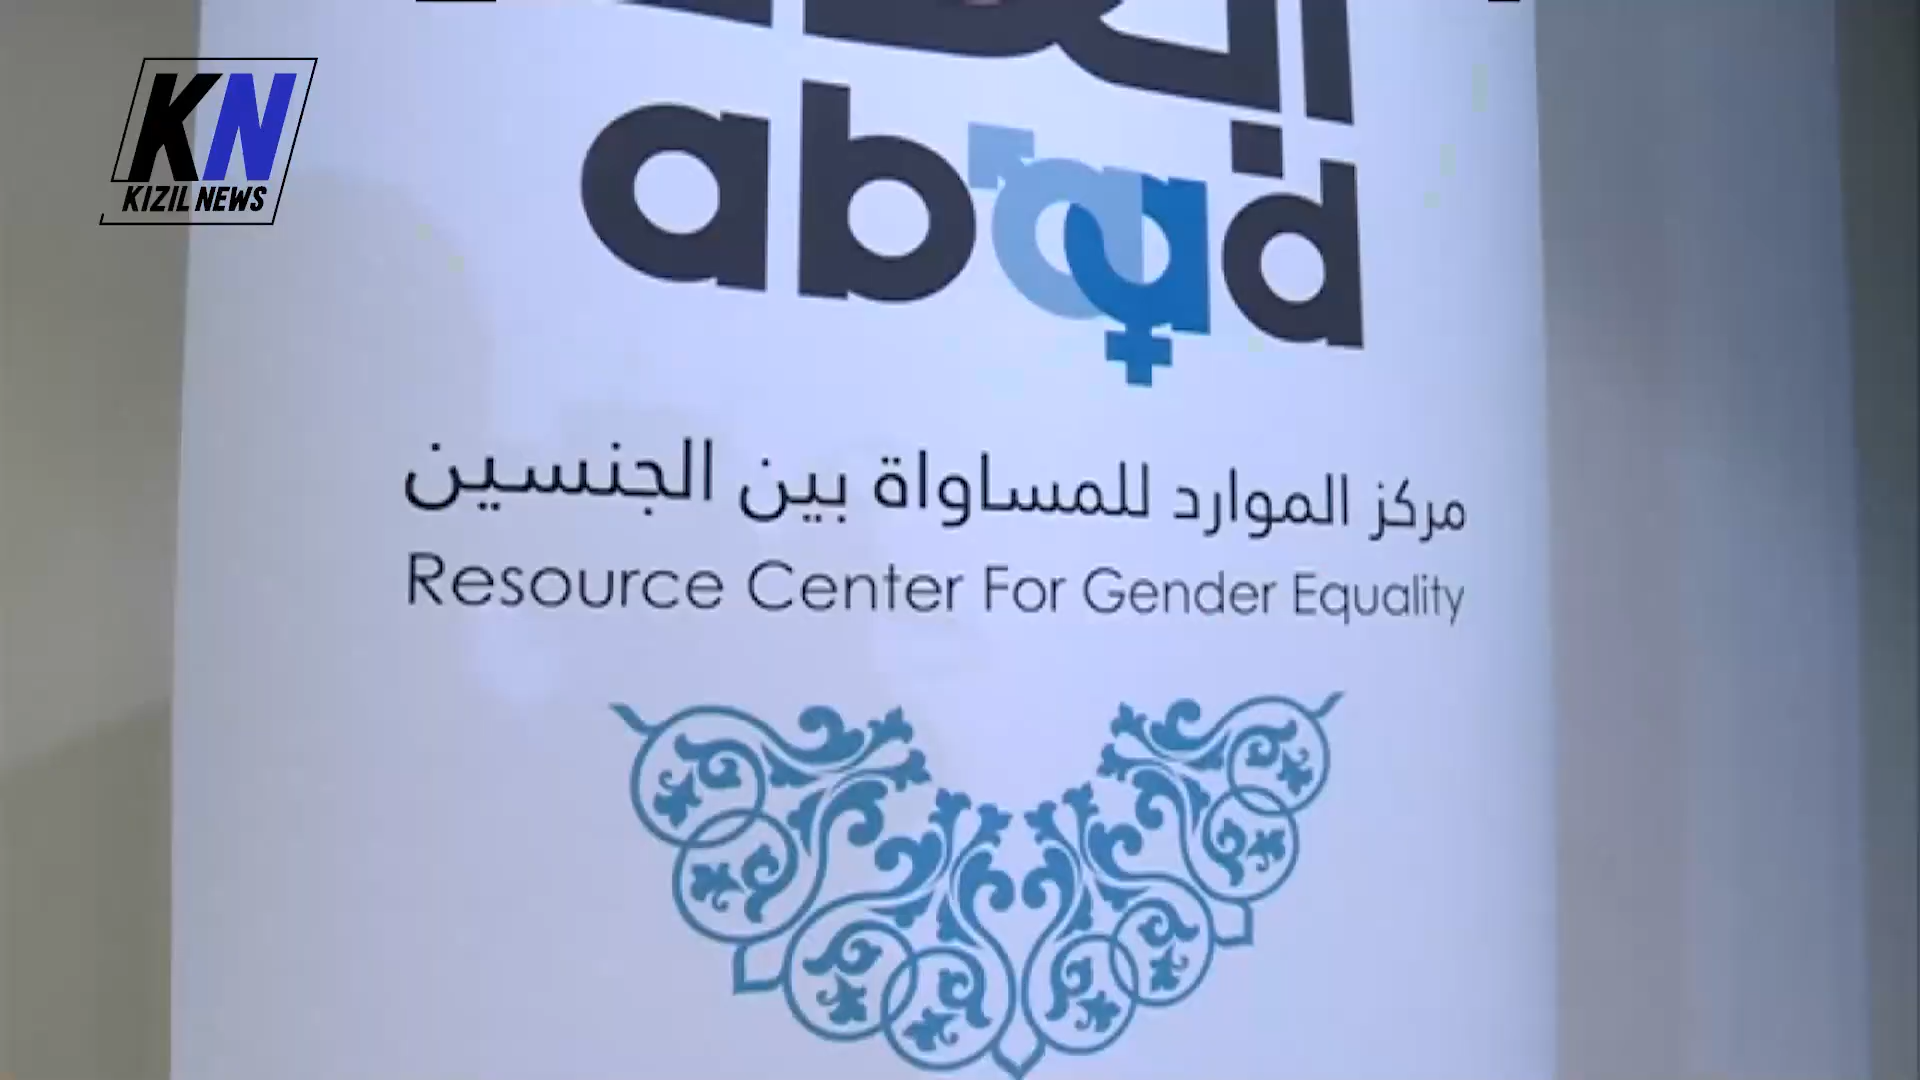 KN
KIZIL NEWS
abaad
مركز الموارد للمساواة بين الجنسين
Resource Center For Gender Equality